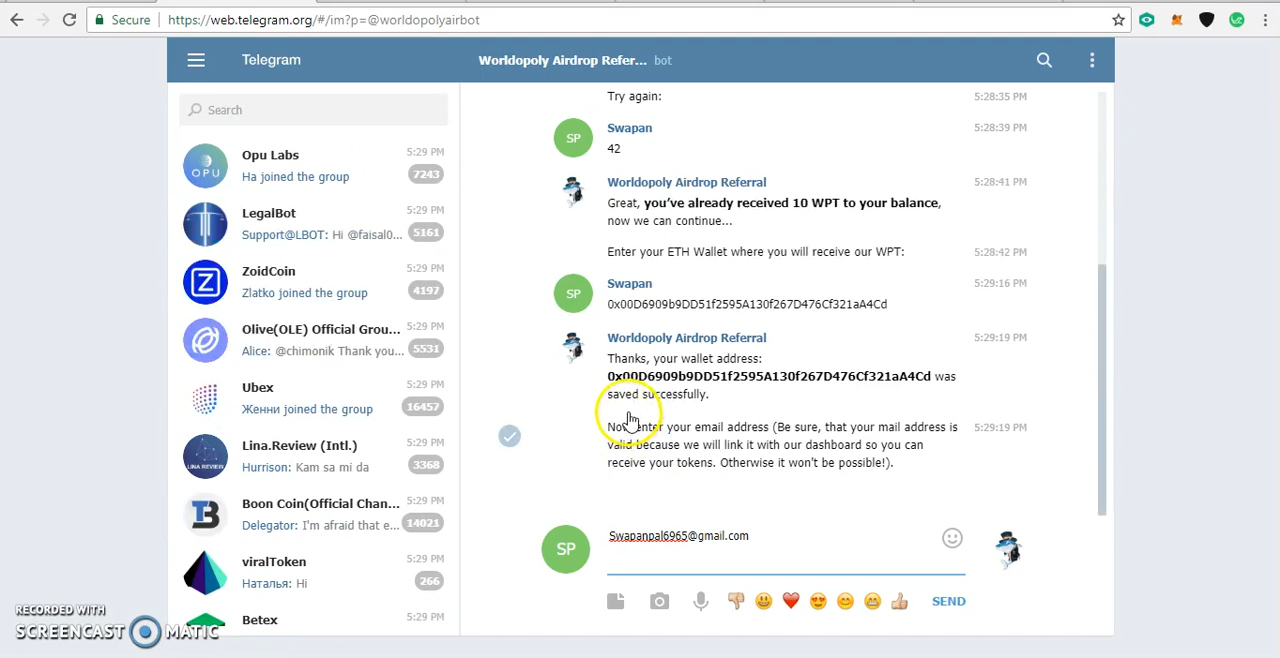 Secure
https://web.telegram.org/#/im?p=@worldopolyairbot
Telegram
Worldopoly Airdrop Refer... bot
Search
Opu Labs 5:29 PM
Ha joined the group 7243
LegalBot 5:29 PM
Support@LBOT: Hi @faisal0... 5161
ZoidCoin 5:29 PM
Zlatko joined the group 4197
Olive(OLE) Official Grou... 5:29 PM
Alice: @chimonik Thank you... 5531
Ubex 5:29 PM
Женни joined the group 16457
Lina.Review (Intl.) 5:29 PM
Hurrison: Kam sa mi da 3368
LINA REVIEW
Boon Coin(Official Chan... 5:29 PM
Delegator: I'm afraid that e... 14021
viralToken 5:29 PM
Наталья: Hi 266
Betex 5:29 PM
OPU
Try again: 5:28:35 PM
SP
Swapan 5:28:39 PM
42
Worldopoly Airdrop Referral 5:28:41 PM
Great, you've already received 10 WPT to your balance,
now we can continue...
Enter your ETH Wallet where you will receive our WPT: 5:28:42 PM
SP
Swapan 5:29:16 PM
0x00D6909b9DD51f2595A130f267D476Cf321aA4Cd
Worldopoly Airdrop Referral 5:29:19 PM
Thanks, your wallet address:
0x00D6909b9DD51f2595A130f267D476Cf321aA4Cd was
saved successfully.
Now enter your email address (Be sure, that your mail address is 5:29:19 PM
valid because we will link it with our dashboard so you can
receive your tokens. Otherwise it won't be possible!).
SP
Swapanpal6965@gmail.com
SEND
RECORDED WITH
SCREENCAST MATIC